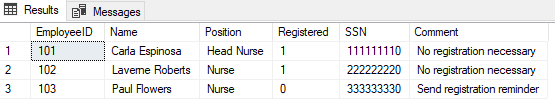 Results Messages
EmployeeID Name Position Registered SSN Comment
1 101 Carla Espinosa Head Nurse 1 111111110 No registration necessary
2 102 Laverne Roberts Nurse 1 222222220 No registration necessary
3 103 Paul Flowers Nurse 0 333333330 Send registration reminder